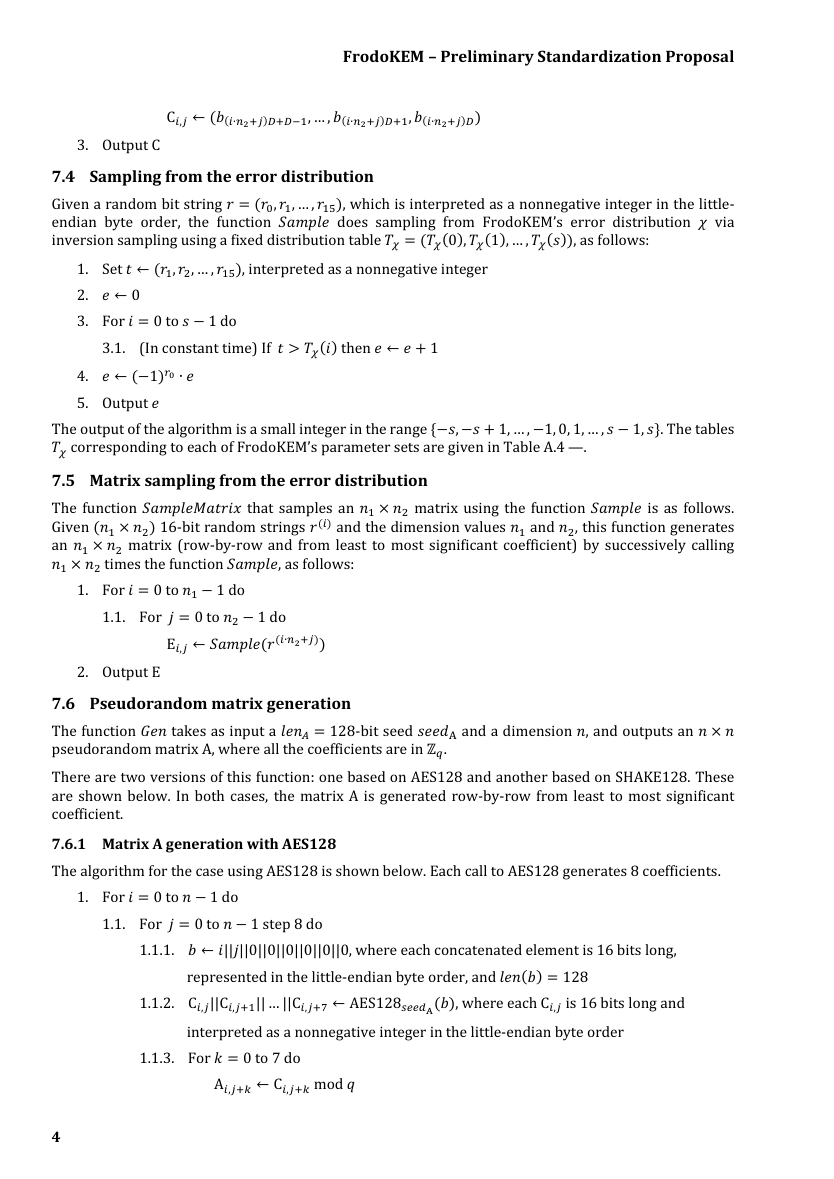 FrodoKEM – Preliminary Standardization Proposal
C_{i,j} ← (b_{(i·n_2+j)D+D−1}, … , b_{(i·n_2+j)D+1}, b_{(i·n_2+j)D})
3. Output C
7.4 Sampling from the error distribution
Given a random bit string r = (r_0, r_1, … , r_{15}), which is interpreted as a nonnegative integer in the little-
endian byte order, the function Sample does sampling from FrodoKEM’s error distribution χ via
inversion sampling using a fixed distribution table T_χ = (T_χ(0), T_χ(1), … , T_χ(s)), as follows:
1. Set t ← (r_1, r_2, … , r_{15}), interpreted as a nonnegative integer
2. e ← 0
3. For i = 0 to s − 1 do
3.1. (In constant time) If t > T_χ(i) then e ← e + 1
4. e ← (−1)^{r_0} · e
5. Output e
The output of the algorithm is a small integer in the range {−s, −s + 1, … , −1, 0, 1, … , s − 1, s}. The tables
T_χ corresponding to each of FrodoKEM’s parameter sets are given in Table A.4 —.
7.5 Matrix sampling from the error distribution
The function SampleMatrix that samples an n_1 × n_2 matrix using the function Sample is as follows.
Given (n_1 × n_2) 16-bit random strings r^{(i)} and the dimension values n_1 and n_2, this function generates
an n_1 × n_2 matrix (row-by-row and from least to most significant coefficient) by successively calling
n_1 × n_2 times the function Sample, as follows:
1. For i = 0 to n_1 − 1 do
1.1. For j = 0 to n_2 − 1 do
E_{i,j} ← Sample(r^{(i·n_2+j)})
2. Output E
7.6 Pseudorandom matrix generation
The function Gen takes as input a len_A = 128-bit seed seed_A and a dimension n, and outputs an n × n
pseudorandom matrix A, where all the coefficients are in ℤ_q.
There are two versions of this function: one based on AES128 and another based on SHAKE128. These
are shown below. In both cases, the matrix A is generated row-by-row from least to most significant
coefficient.
7.6.1 Matrix A generation with AES128
The algorithm for the case using AES128 is shown below. Each call to AES128 generates 8 coefficients.
1. For i = 0 to n − 1 do
1.1. For j = 0 to n − 1 step 8 do
1.1.1. b ← i||j||0||0||0||0||0||0, where each concatenated element is 16 bits long,
represented in the little-endian byte order, and len(b) = 128
1.1.2. C_{i,j}||C_{i,j+1}|| … ||C_{i,j+7} ← AES128_{seed_A}(b), where each C_{i,j} is 16 bits long and
interpreted as a nonnegative integer in the little-endian byte order
1.1.3. For k = 0 to 7 do
A_{i,j+k} ← C_{i,j+k} mod q
4